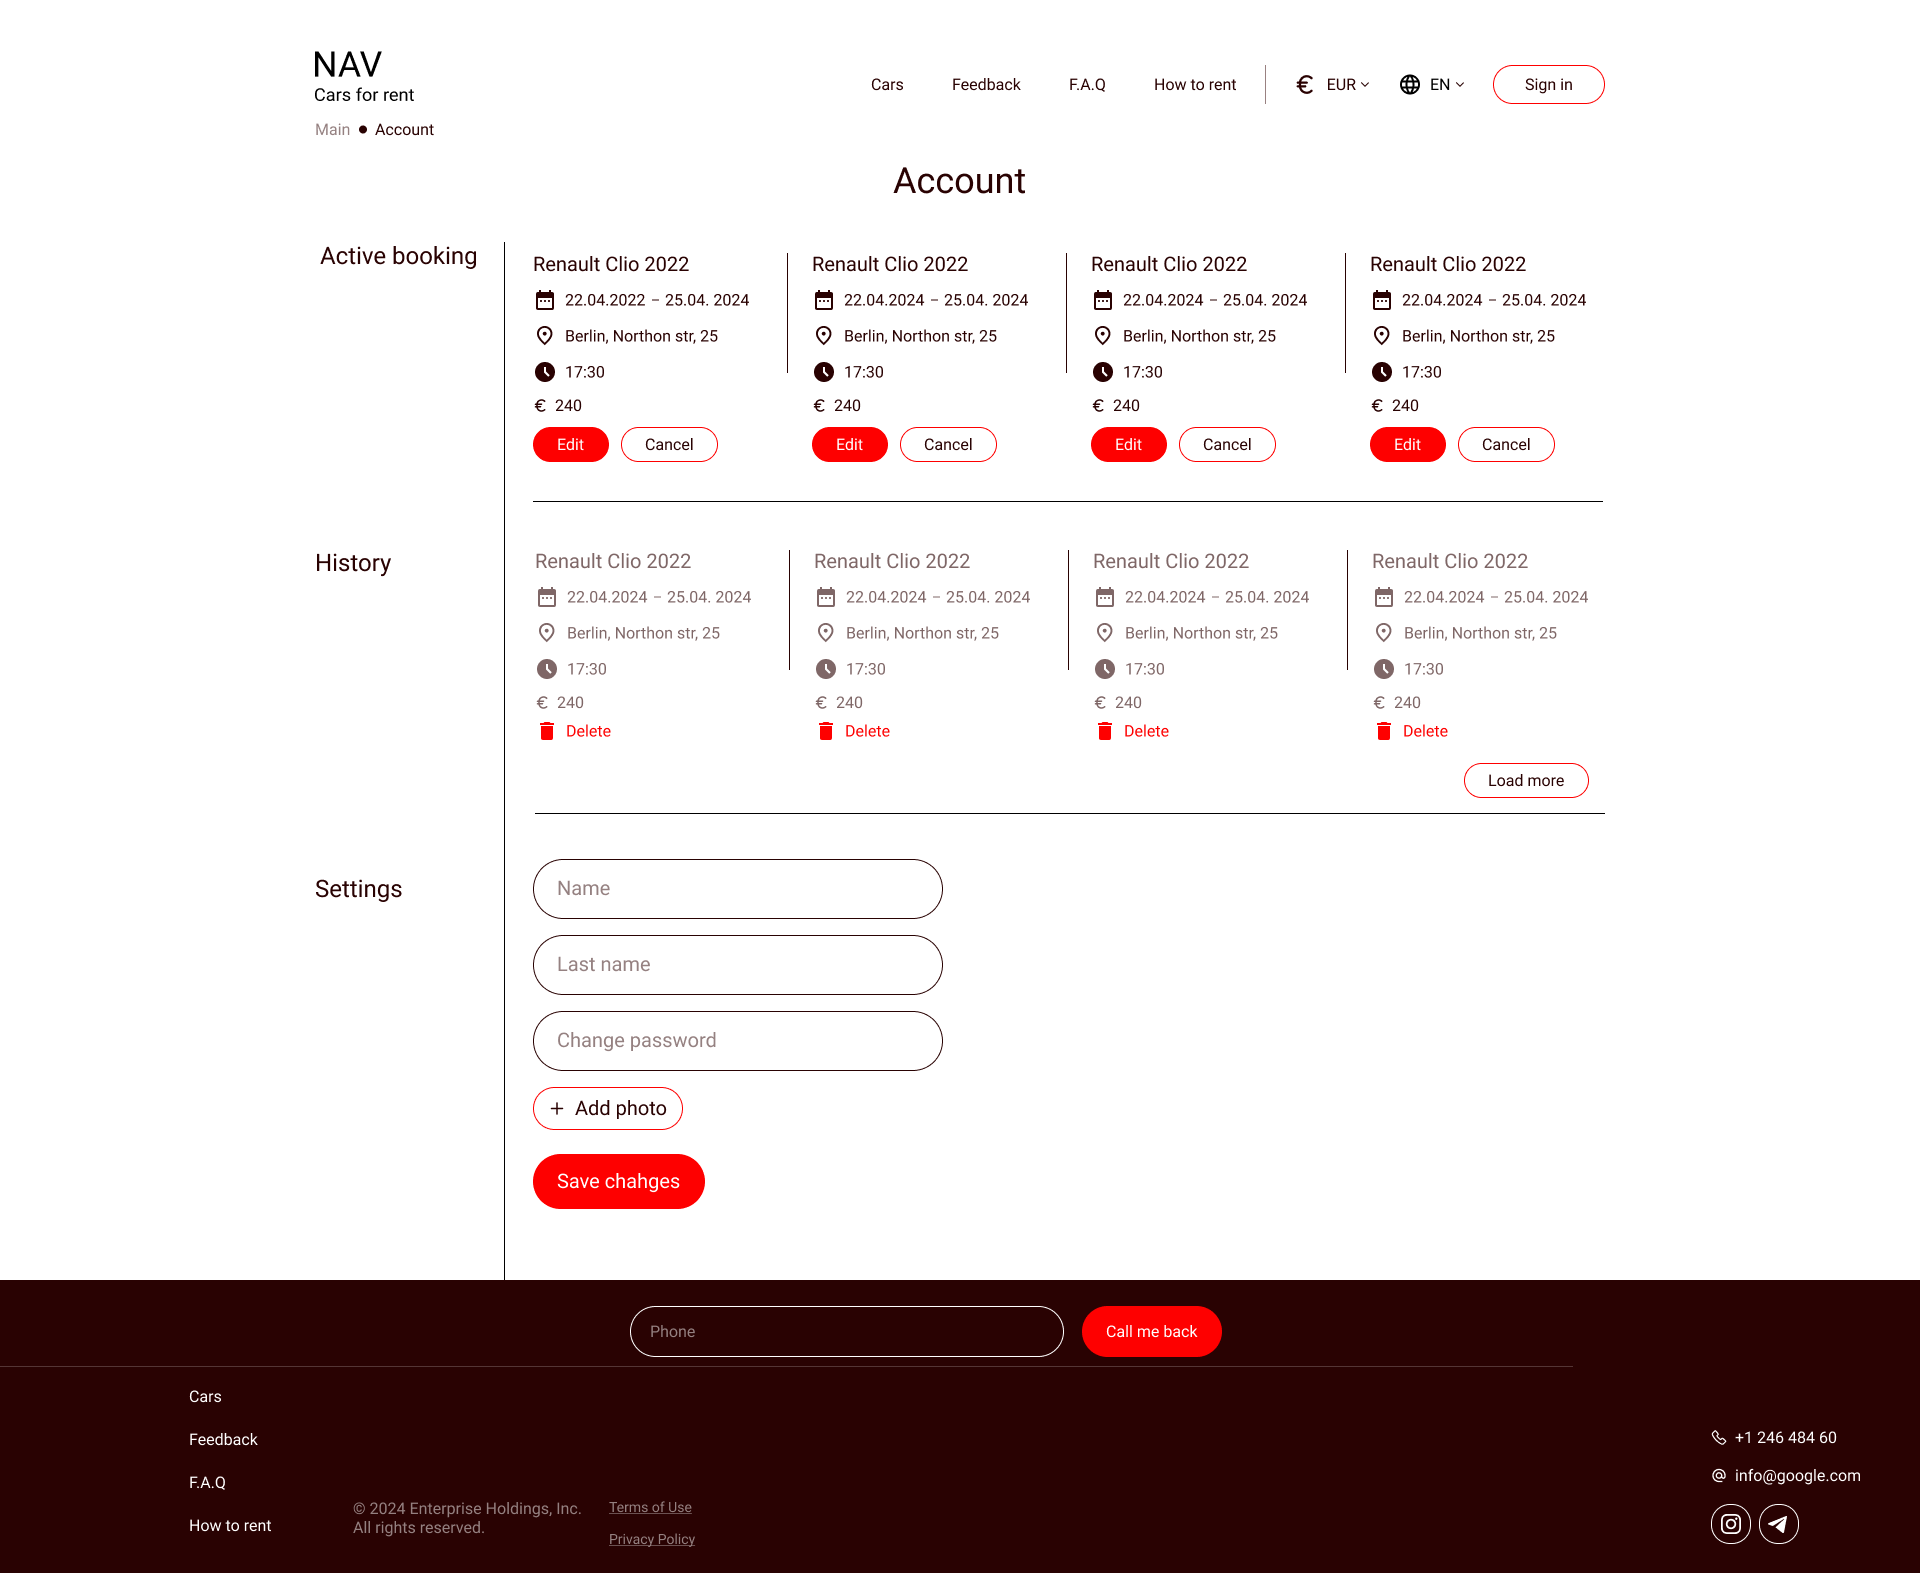 NAV
Cars for rent
Cars Feedback F.A.Q How to rent € EUR EN Sign in
Main ● Account
Account
Active booking
Renault Clio 2022
22.04.2022 – 25.04. 2024
Berlin, Northon str, 25
17:30
€ 240
Edit Cancel
Renault Clio 2022
22.04.2024 – 25.04. 2024
Berlin, Northon str, 25
17:30
€ 240
Edit Cancel
Renault Clio 2022
22.04.2024 – 25.04. 2024
Berlin, Northon str, 25
17:30
€ 240
Edit Cancel
Renault Clio 2022
22.04.2024 – 25.04. 2024
Berlin, Northon str, 25
17:30
€ 240
Edit Cancel
History
Renault Clio 2022
22.04.2024 – 25.04. 2024
Berlin, Northon str, 25
17:30
€ 240
Delete
Renault Clio 2022
22.04.2024 – 25.04. 2024
Berlin, Northon str, 25
17:30
€ 240
Delete
Renault Clio 2022
22.04.2024 – 25.04. 2024
Berlin, Northon str, 25
17:30
€ 240
Delete
Renault Clio 2022
22.04.2024 – 25.04. 2024
Berlin, Northon str, 25
17:30
€ 240
Delete
Load more
Settings
Name
Last name
Change password
+ Add photo
Save chahges
Phone
Call me back
Cars
Feedback
F.A.Q
How to rent
© 2024 Enterprise Holdings, Inc.
All rights reserved.
Terms of Use
Privacy Policy
+1 246 484 60
info@google.com